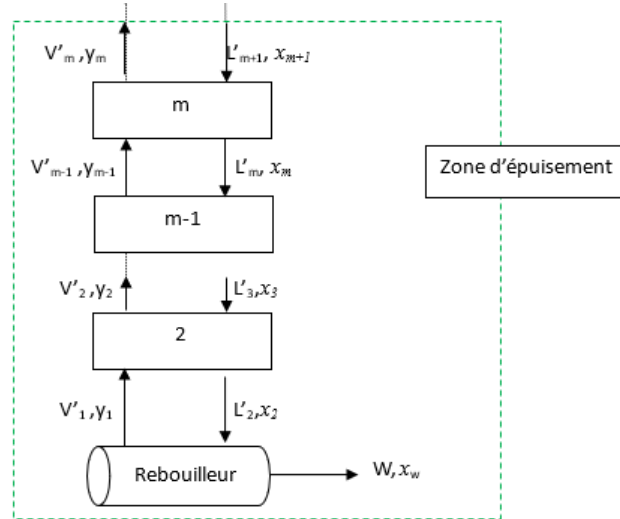 V'm ,ym L'm+1, xm+1
m
Zone d'épuisement
V'm-1 ,ym-1 L'm, xm
m-1
V'2 ,y2 L'3,x3
2
V'1 ,y1 L'2,x2
Rebouilleur
W, xw